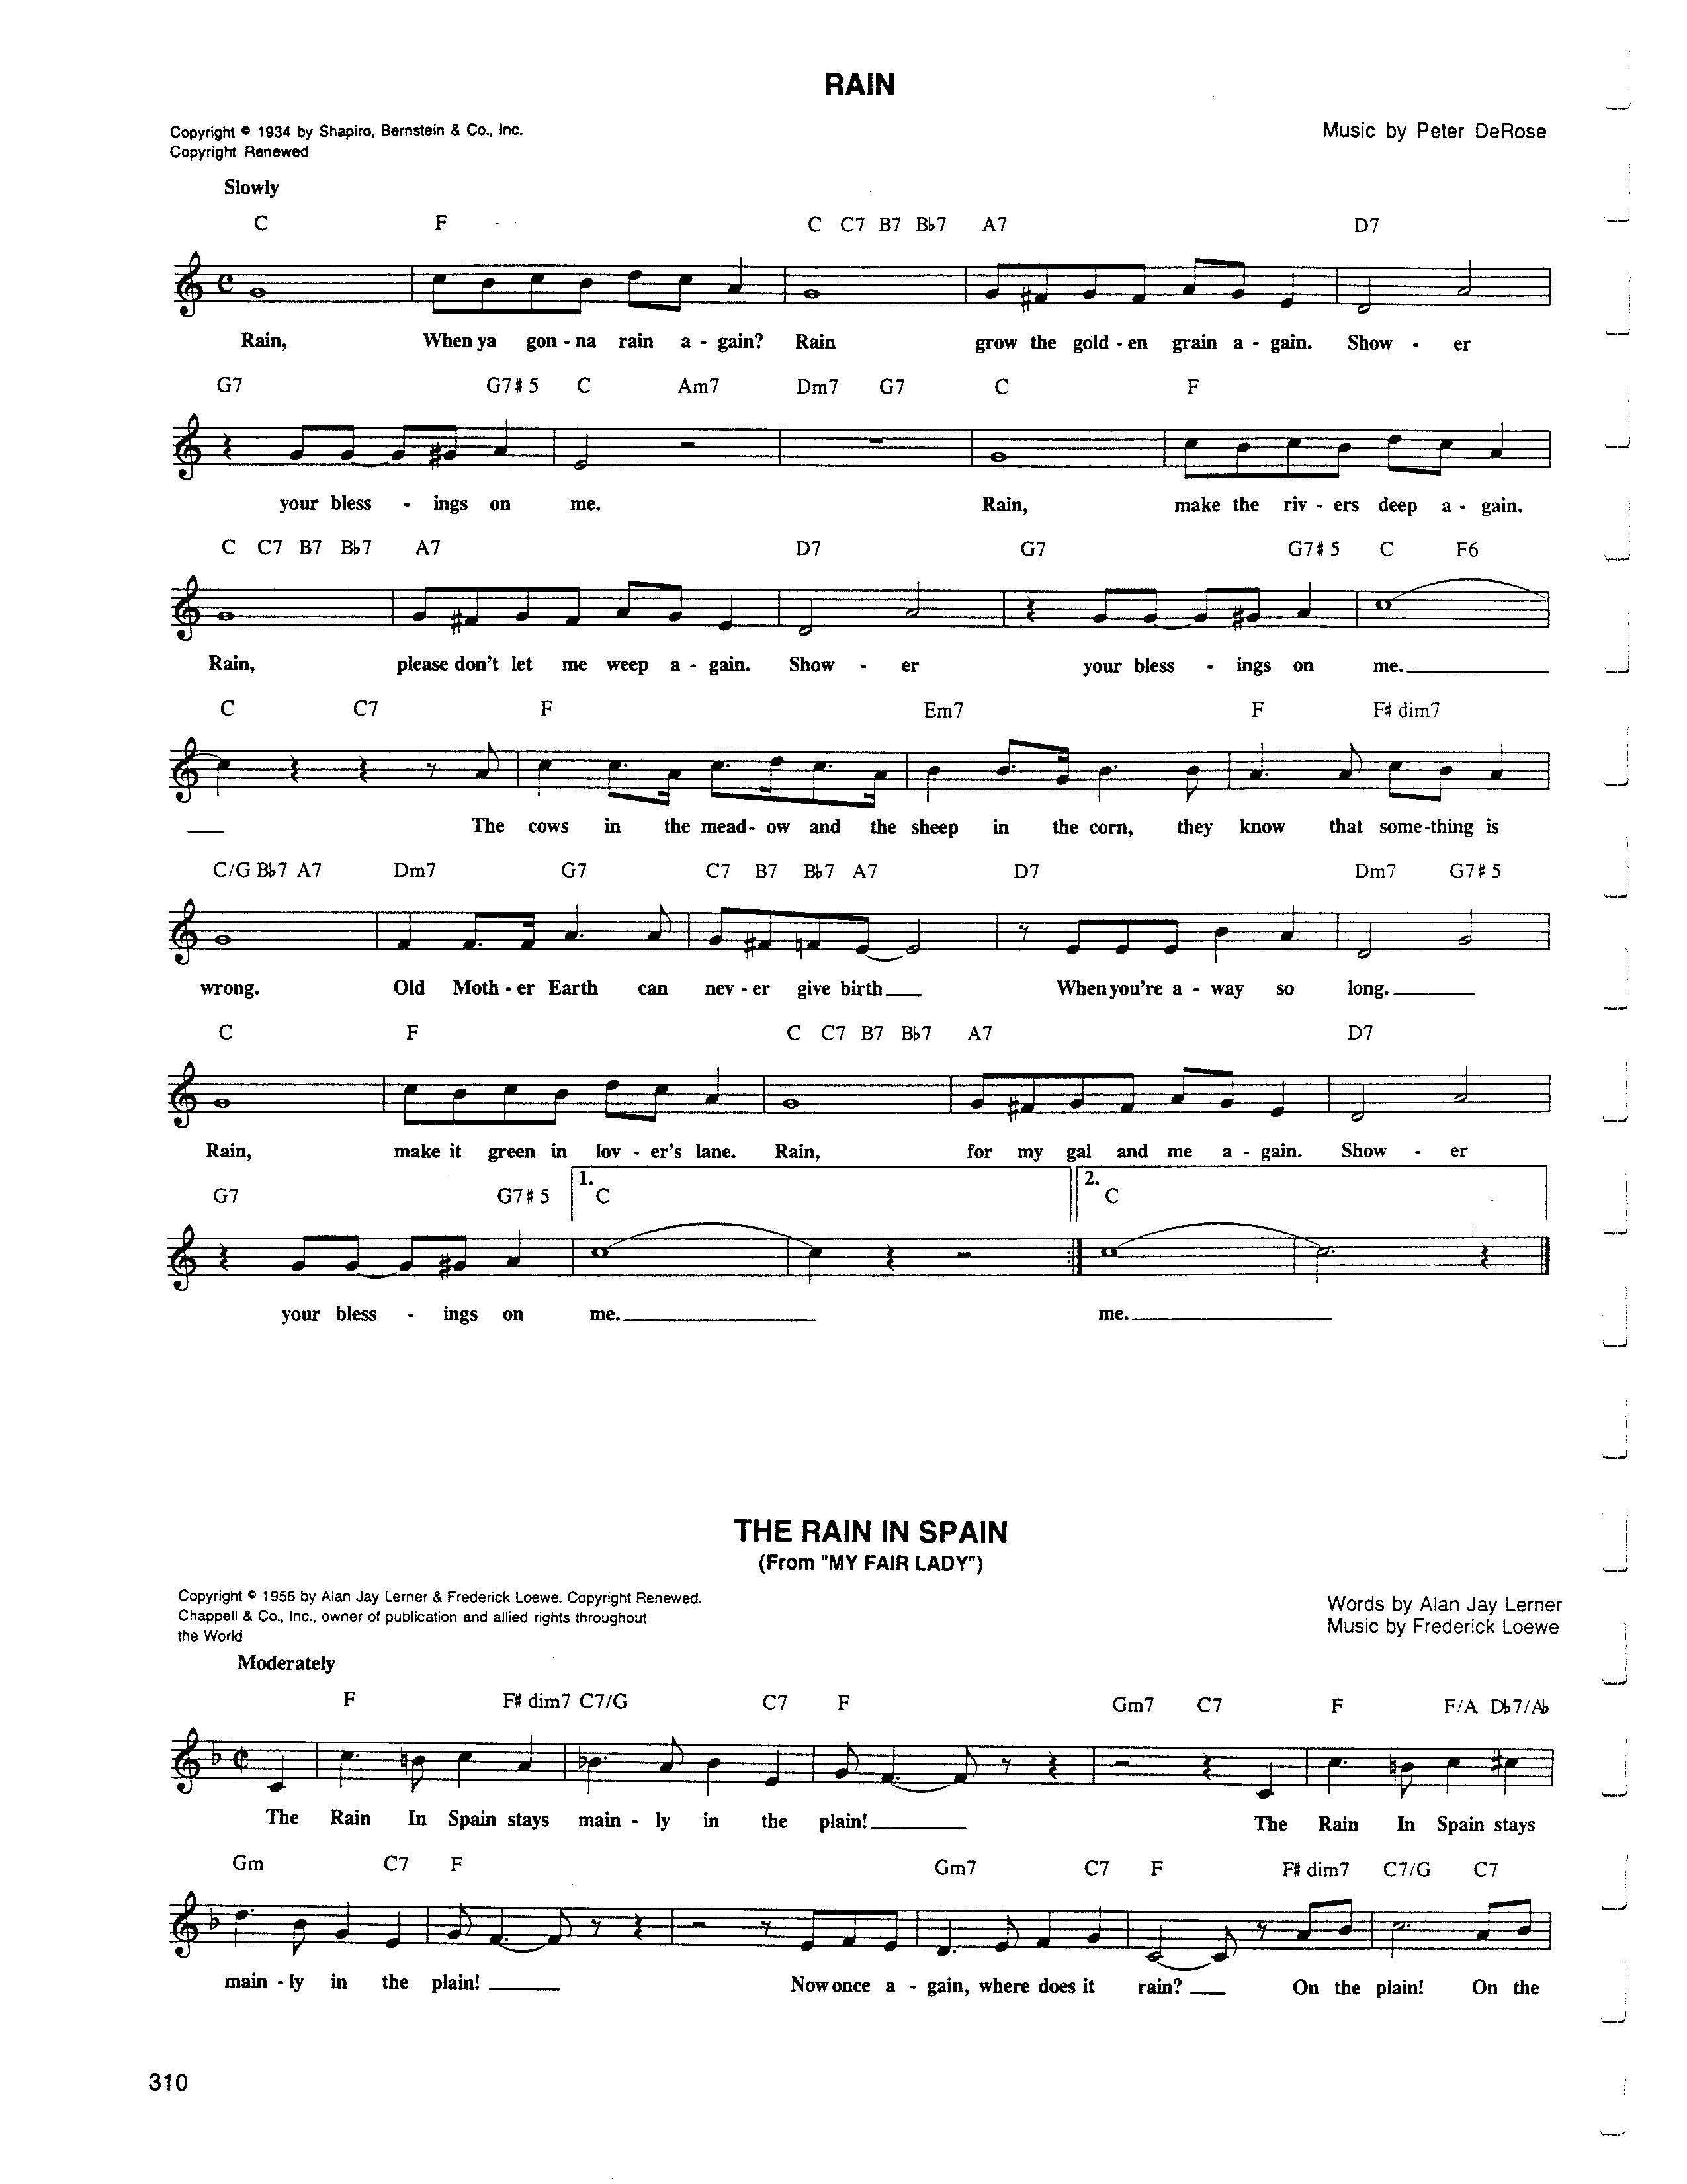 RAIN
Copyright © 1934 by Shapiro, Bernstein & Co., Inc.
Copyright Renewed
Music by Peter DeRose
Slowly
C F C C7 B7 B♭7 A7 D7
Rain, When ya gon - na rain a - gain? Rain grow the gold - en grain a - gain. Show - er
G7 G7♯5 C Am7 Dm7 G7 C F
your bless - ings on me. Rain, make the riv - ers deep a - gain.
C C7 B7 B♭7 A7 D7 G7 G7♯5 C F6
Rain, please don't let me weep a - gain. Show - er your bless - ings on me.
C C7 F Em7 F F♯dim7
The cows in the mead - ow and the sheep in the corn, they know that some - thing is
C/G B♭7 A7 Dm7 G7 C7 B7 B♭7 A7 D7 Dm7 G7♯5
wrong. Old Moth - er Earth can nev - er give birth When you're a - way so long.
C F C C7 B7 B♭7 A7 D7
Rain, make it green in lov - er's lane. Rain, for my gal and me a - gain. Show - er
1. 2.
G7 G7♯5 C C
your bless - ings on me. me.
THE RAIN IN SPAIN
(From "MY FAIR LADY")
Copyright © 1956 by Alan Jay Lerner & Frederick Loewe. Copyright Renewed.
Chappell & Co., Inc., owner of publication and allied rights throughout
the World
Words by Alan Jay Lerner
Music by Frederick Loewe
Moderately
F F♯dim7 C7/G C7 F Gm7 C7 F F/A D♭7/A♭
The Rain In Spain stays main - ly in the plain! The Rain In Spain stays
Gm C7 F Gm7 C7 F F♯dim7 C7/G C7
main - ly in the plain! Now once a - gain, where does it rain? On the plain! On the
310